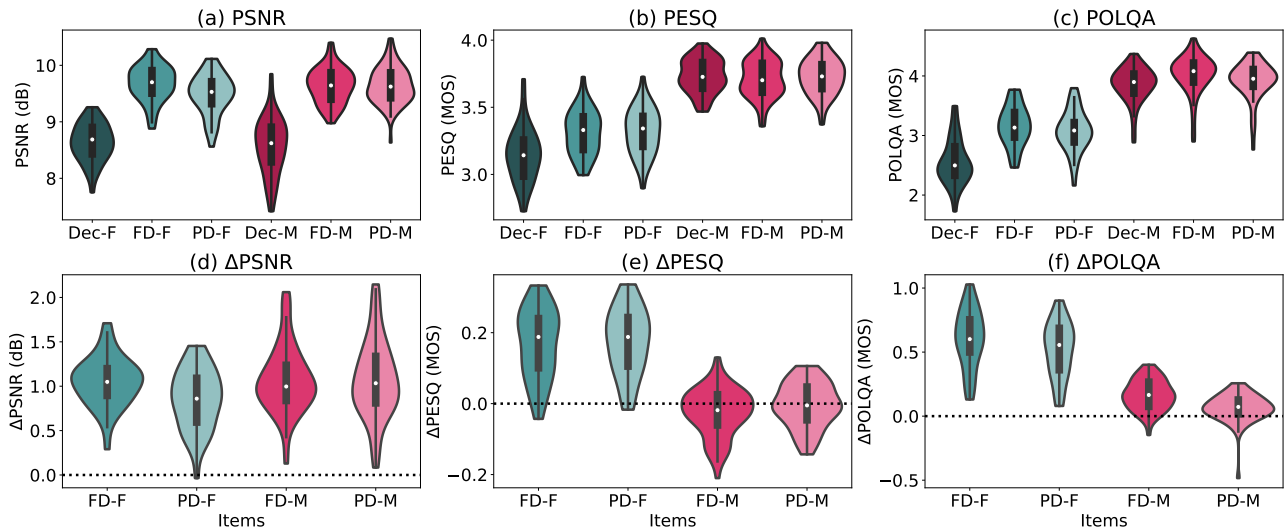 (a) PSNR
PSNR (dB)
10
9
8
Dec-F FD-F PD-F Dec-M FD-M PD-M
(b) PESQ
PESQ (MOS)
4.0
3.5
3.0
Dec-F FD-F PD-F Dec-M FD-M PD-M
(c) POLQA
POLQA (MOS)
4
3
2
Dec-F FD-F PD-F Dec-M FD-M PD-M
(d) ΔPSNR
ΔPSNR (dB)
2.0
1.5
1.0
0.5
0.0
FD-F PD-F FD-M PD-M
Items
(e) ΔPESQ
ΔPESQ (MOS)
0.2
0.0
−0.2
FD-F PD-F FD-M PD-M
Items
(f) ΔPOLQA
ΔPOLQA (MOS)
1.0
0.5
0.0
−0.5
FD-F PD-F FD-M PD-M
Items